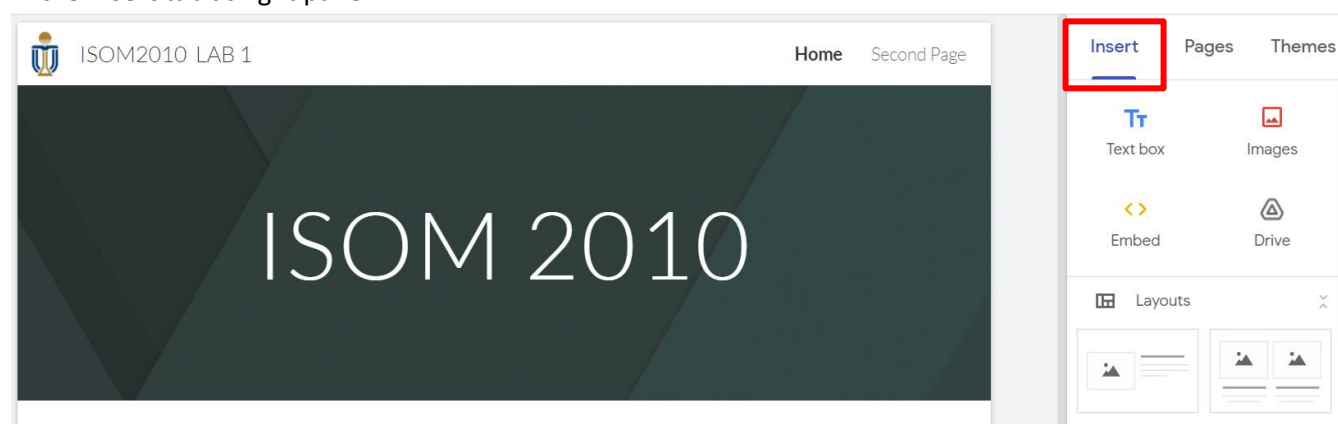 ISOM2010 LAB 1
Home Second Page
ISOM 2010
Insert Pages Themes
Text box Images
Embed Drive
Layouts